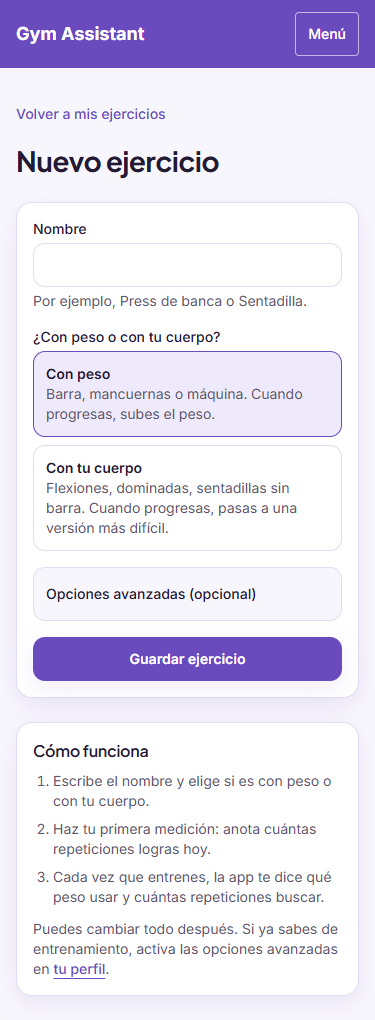 Gym Assistant
Menú
Volver a mis ejercicios
Nuevo ejercicio
Nombre
Por ejemplo, Press de banca o Sentadilla.
¿Con peso o con tu cuerpo?
Con peso
Barra, mancuernas o máquina. Cuando
progresas, subes el peso.
Con tu cuerpo
Flexiones, dominadas, sentadillas sin
barra. Cuando progresas, pasas a una
versión más difícil.
Opciones avanzadas (opcional)
Guardar ejercicio
Cómo funciona
1. Escribe el nombre y elige si es con peso o
con tu cuerpo.
2. Haz tu primera medición: anota cuántas
repeticiones logras hoy.
3. Cada vez que entrenes, la app te dice qué
peso usar y cuántas repeticiones buscar.
Puedes cambiar todo después. Si ya sabes de
entrenamiento, activa las opciones avanzadas
en tu perfil.